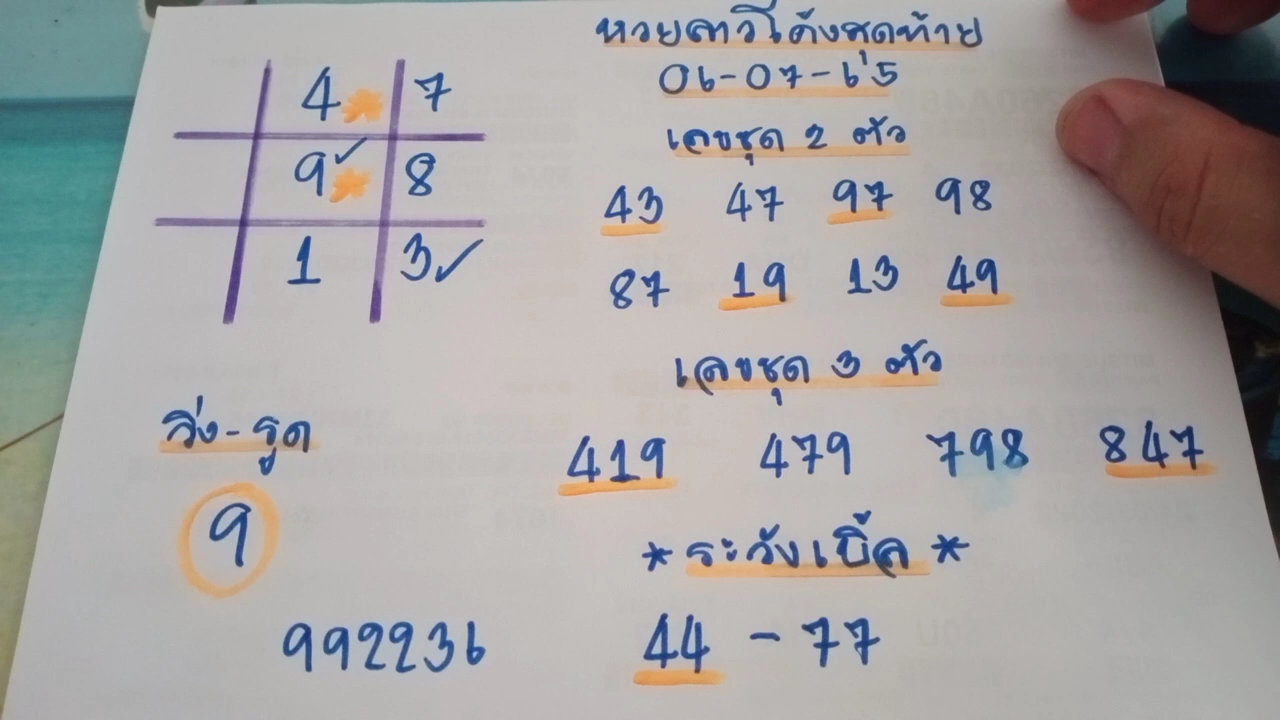 4 7
9 8
1 3
วิ่ง-รูด
9
992236
หวยลาวโค้งสุดท้าย
06-07-65
เลขชุด 2 ตัว
43 47 97 98
87 19 13 49
เลขชุด 3 ตัว
419 479 798 847
*ระวังเบิ้ล*
44 - 77